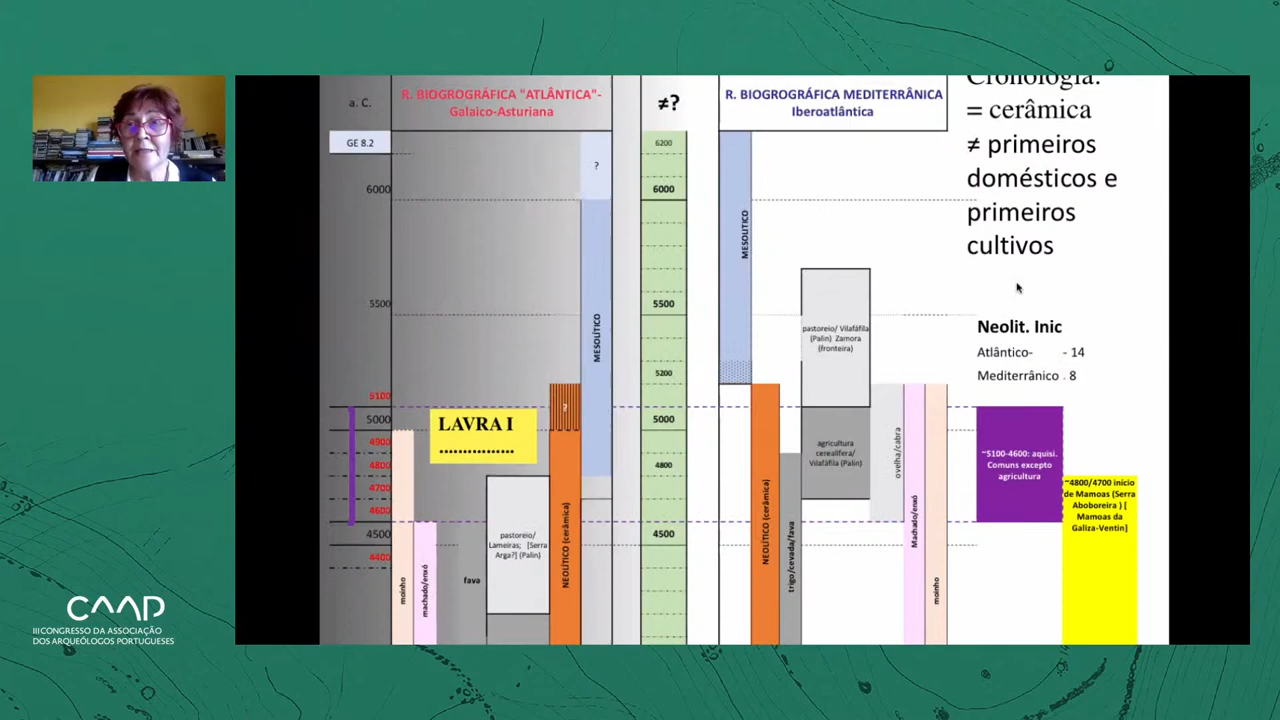 a. C.
R. BIOGROGRÁFICA "ATLÂNTICA"-
Galaico-Asturiana
≠?
R. BIOGROGRÁFICA MEDITERRÂNICA
Iberoatlântica
Cronologia:
= cerâmica
≠ primeiros
domésticos e
primeiros
cultivos
GE 8.2
6000
5500
5100
5000
4900
4800
4700
4600
4500
4400
?
MESOLÍTICO
LAVRA I
................
?
NEOLÍTICO (cerâmica)
pastoreio/
Lameiras; [Serra
Arga?] (Palin)
fava
machado/enxó
moinho
6200
6000
5500
5200
5000
4800
4500
MESOLITICO
pastoreio/ Vilafáfila
(Palin) Zamora
(fronteira)
agricultura
cerealifera/
Vilafáfila (Palin)
NEOLÍTICO (cerâmica)
trigo/cevada/fava
ovelha/cabra
Machado/enxó
moinho
Neolit. Inic
Atlântico- - 14
Mediterrânico - 8
~5100-4600: aquisi.
Comuns excepto
agricultura
~4800/4700 início
de Mamoas (Serra
Aboboreira ) [
Mamoas da
Galiza-Ventin]
CAAP
III CONGRESSO DA ASSOCIAÇÃO
DOS ARQUEÓLOGOS PORTUGUESES